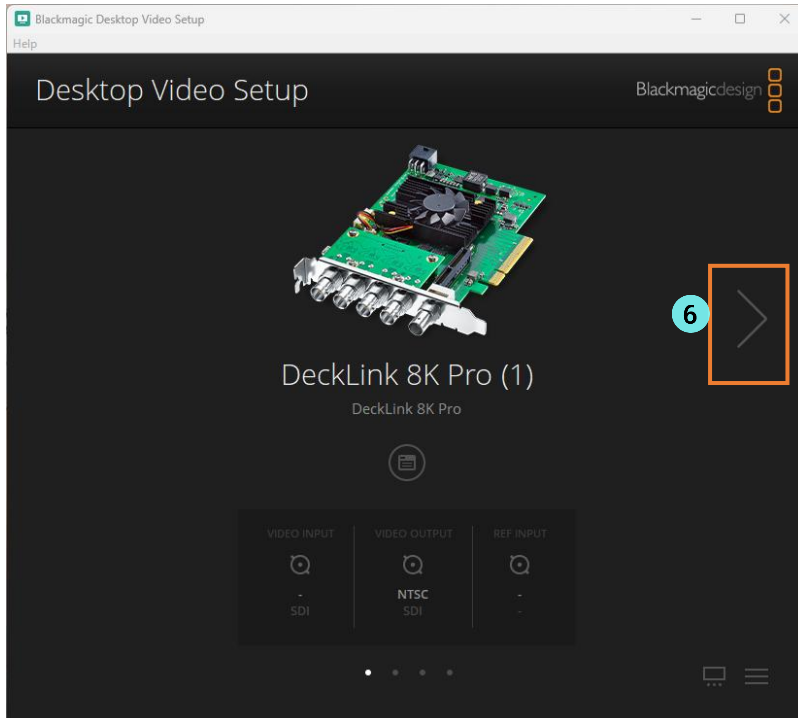 Blackmagic Desktop Video Setup
Help
Desktop Video Setup
Blackmagicdesign
6
DeckLink 8K Pro (1)
DeckLink 8K Pro
VIDEO INPUT VIDEO OUTPUT REF INPUT
- NTSC -
SDI SDI -